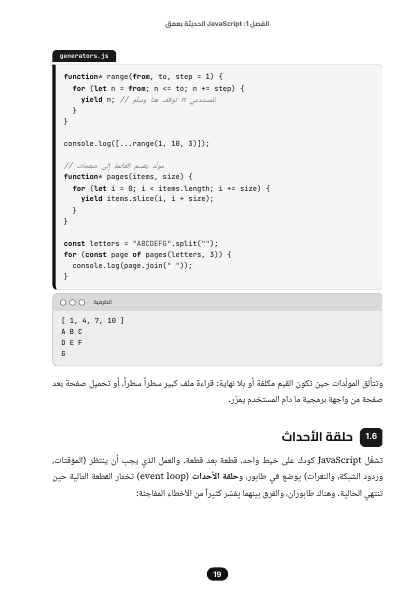 الفصل 1: JavaScript الحديثة بعمق
generators.js
function* range(from, to, step = 1) {
for (let n = from; n <= to; n += step) {
yield n; // توقف هنا وسلّم n للمستدعي
}
}
console.log([...range(1, 10, 3)]);
// مولّد يقسم القائمة إلى صفحات
function* pages(items, size) {
for (let i = 0; i < items.length; i += size) {
yield items.slice(i, i + size);
}
}
const letters = "ABCDEFG".split("");
for (const page of pages(letters, 3)) {
console.log(page.join(" "));
}
الطرفية
[ 1, 4, 7, 10 ]
A B C
D E F
G
وتتألق المولّدات حين تكون القيم مكلفة أو بلا نهاية: قراءة ملف كبير سطراً سطراً، أو تحميل صفحة بعد
صفحة من واجهة برمجية ما دام المستخدم يمرّر.
1.6 حلقة الأحداث
تشغّل JavaScript كودك على خيط واحد، قطعة بعد قطعة. والعمل الذي يجب أن ينتظر (المؤقتات،
وردود الشبكة، والنقرات) يوضع في طابور، وحلقة الأحداث (event loop) تختار القطعة التالية حين
تنتهي الحالية. وهناك طابوران، والفرق بينهما يفسّر كثيراً من الأخطاء المفاجئة:
19